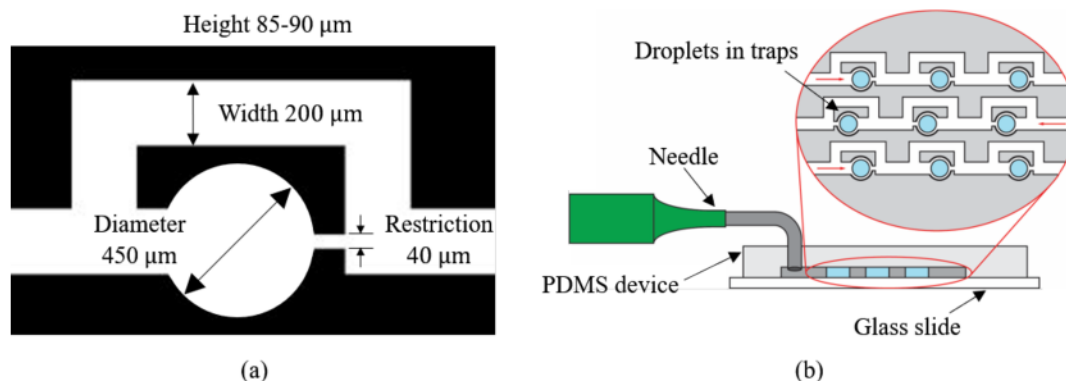 Height 85-90 μm
Width 200 μm
Diameter
450 μm
Restriction
40 μm
(a)
Droplets in traps
Needle
PDMS device
Glass slide
(b)